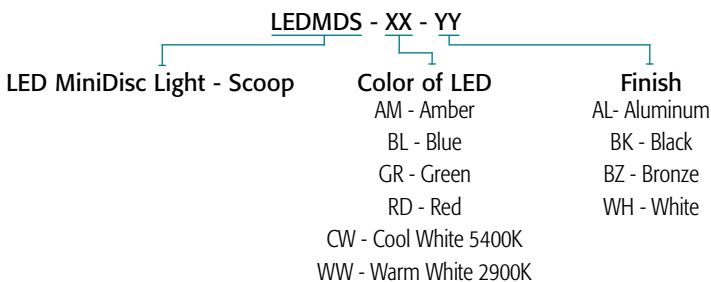 LEDMDS - XX - YY
LED MiniDisc Light - Scoop
Color of LED
AM - Amber
BL - Blue
GR - Green
RD - Red
CW - Cool White 5400K
WW - Warm White 2900K
Finish
AL- Aluminum
BK - Black
BZ - Bronze
WH - White